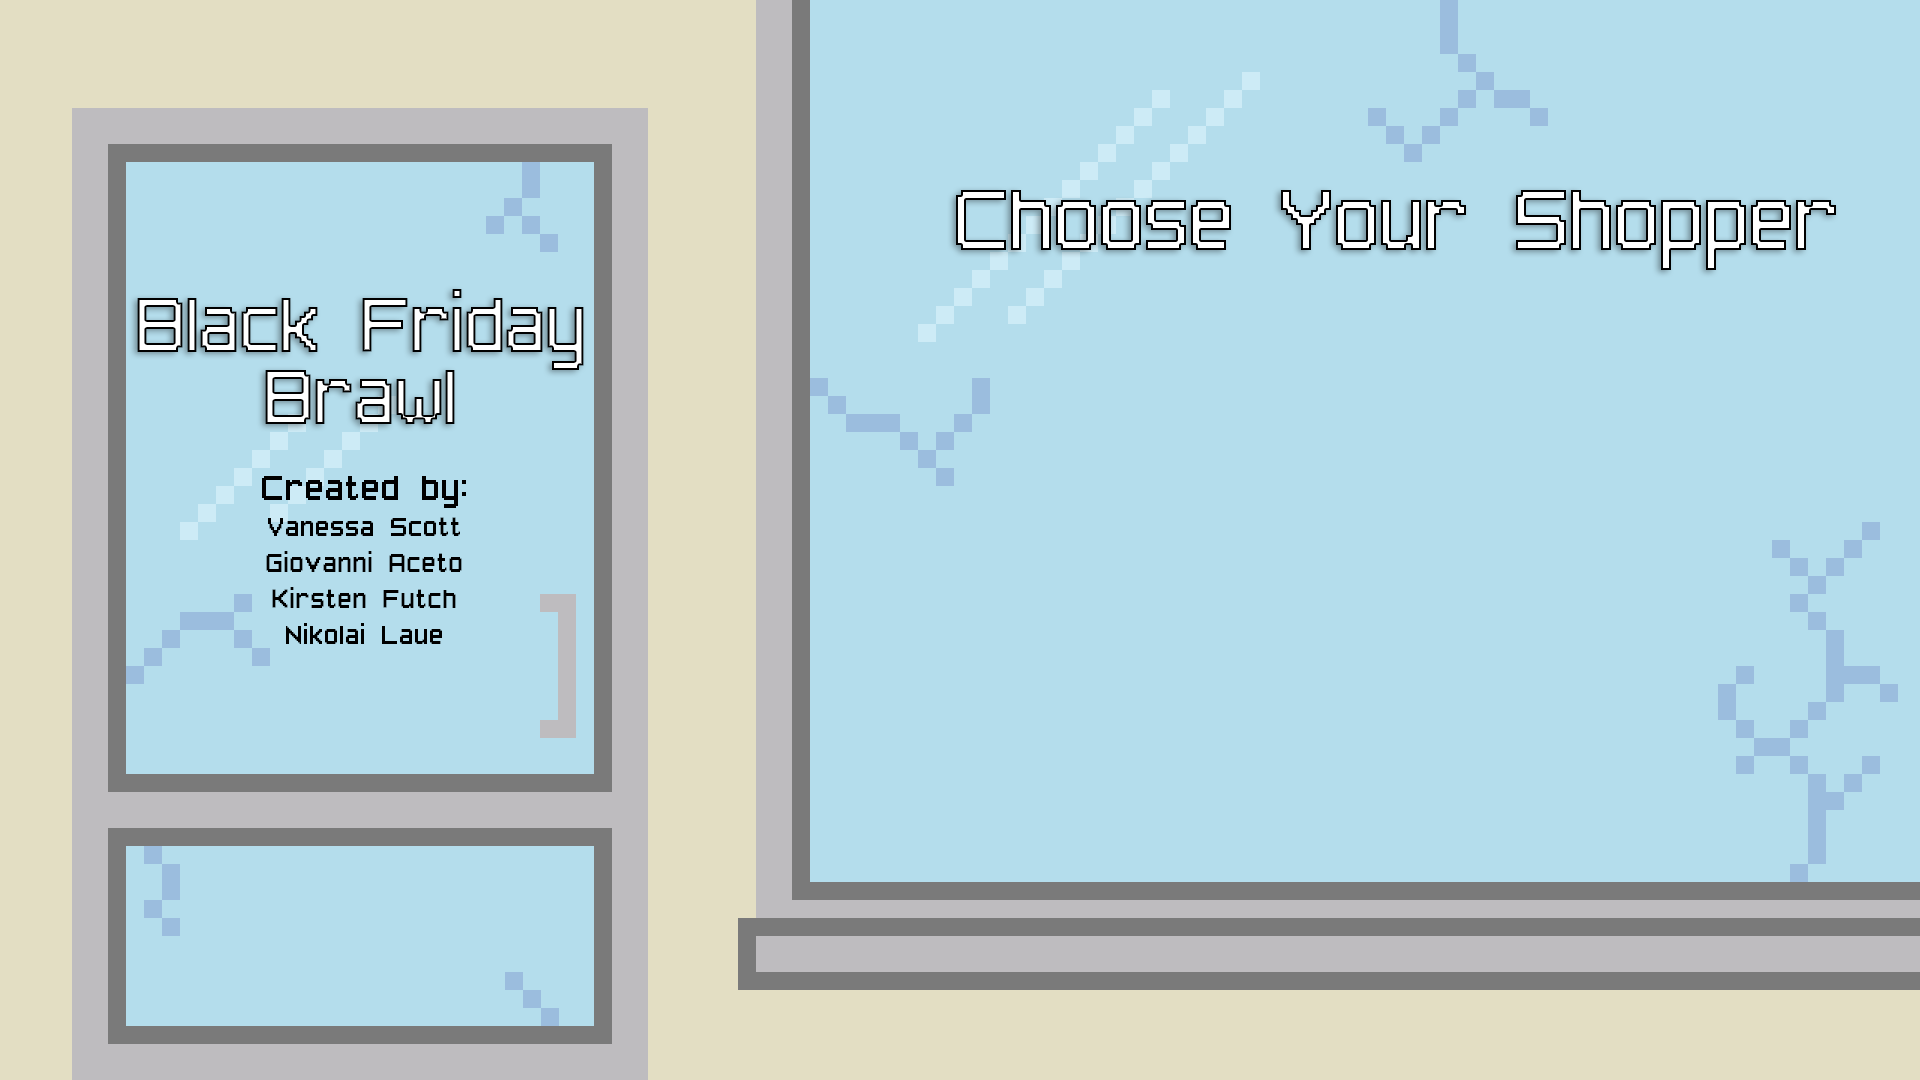 Black Friday
Brawl
Created by:
Vanessa Scott
Giovanni Aceto
Kirsten Futch
Nikolai Laue
Choose Your Shopper